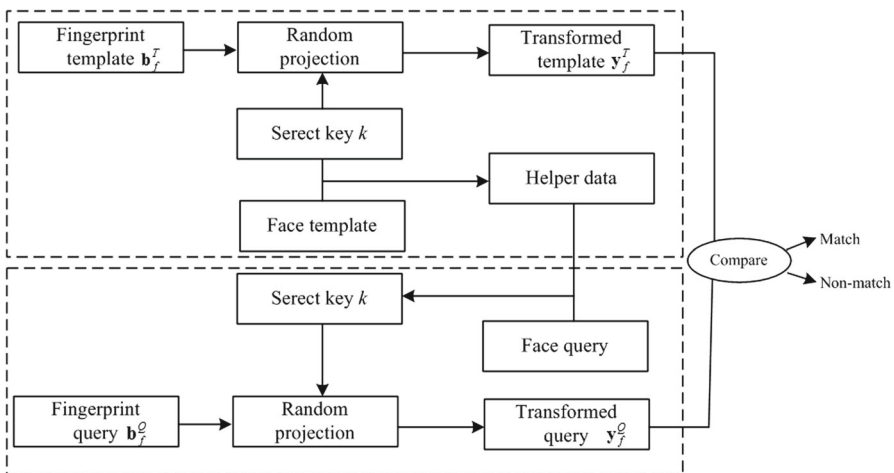 Fingerprint
template b_f^T
Random
projection
Transformed
template y_f^T
Serect key k
Helper data
Face template
Compare
Match
Non-match
Serect key k
Face query
Fingerprint
query b_f^Q
Random
projection
Transformed
query y_f^Q